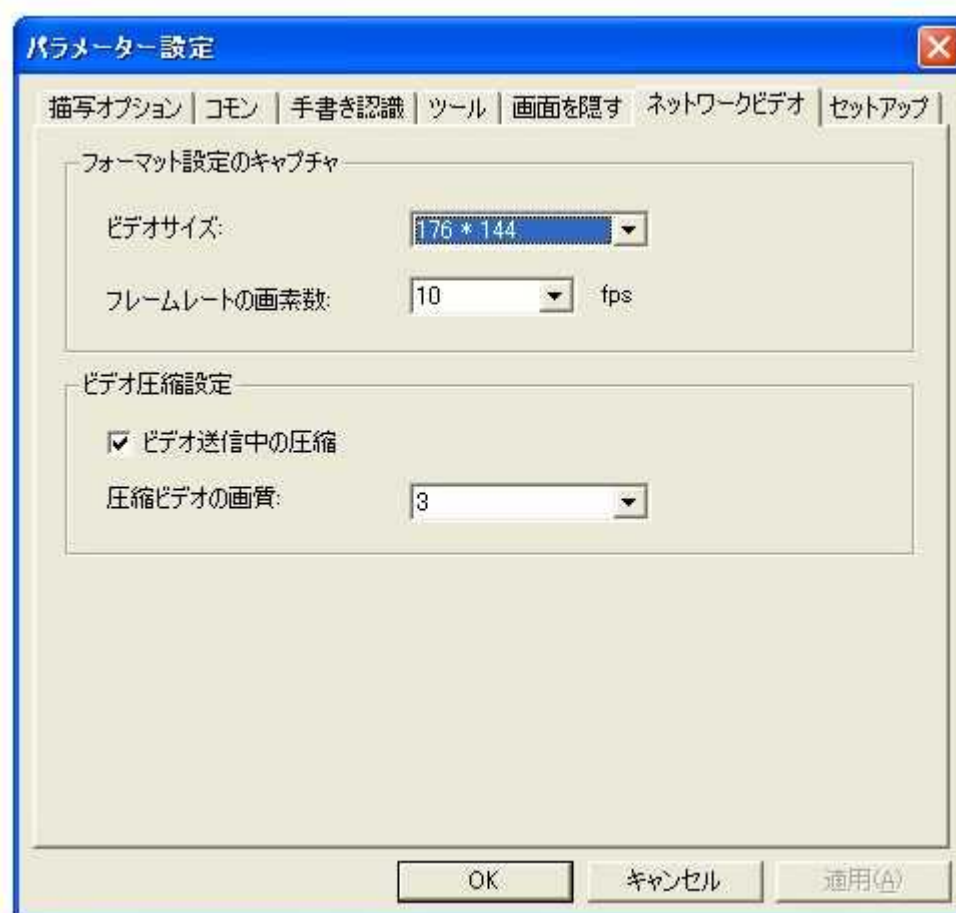 パラメーター設定
描写オプション コモン 手書き認識 ツール 画面を隠す ネットワークビデオ セットアップ
フォーマット設定のキャプチャ
ビデオサイズ: 176 * 144
フレームレートの画素数: 10 fps
ビデオ圧縮設定
ビデオ送信中の圧縮
圧縮ビデオの画質: 3
OK キャンセル 適用(A)